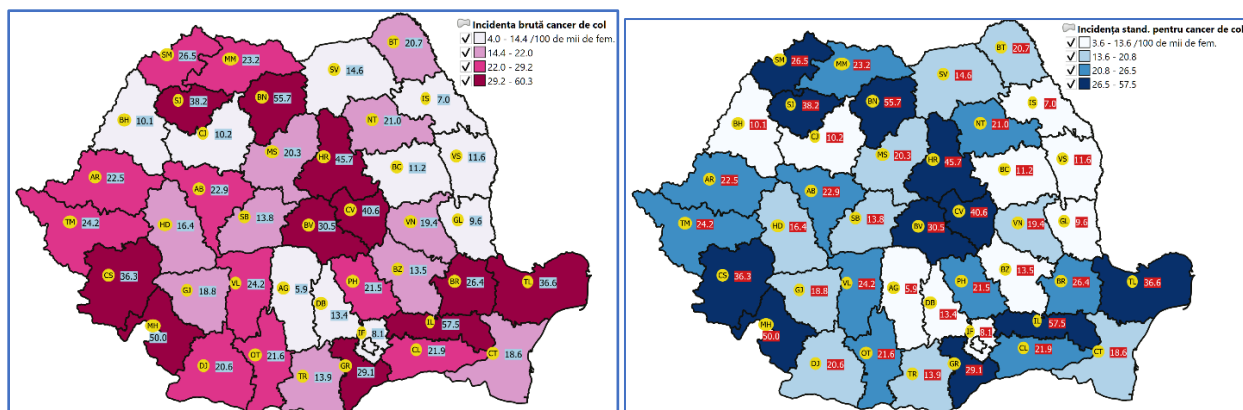 Incidenta brută cancer de col
4.0 - 14.4 /100 de mii de fem.
14.4 - 22.0
22.0 - 29.2
29.2 - 60.3
BT 20.7
SM 26.5
MM 23.2
SV 14.6
SJ 38.2
BN 55.7
IS 7.0
BH 10.1
CJ 10.2
NT 21.0
MS 20.3
HR 45.7
BC 11.2
VS 11.6
AR 22.5
AB 22.9
TM 24.2
HD 16.4
SB 13.8
BV 30.5
CV 40.6
VN 19.4
GL 9.6
CS 36.3
GJ 18.8
VL 24.2
AG 5.9
DB 13.4
PH 21.5
BZ 13.5
BR 26.4
TL 36.6
MH 50.0
IF 8.1
IL 57.5
DJ 20.6
OT 21.6
TR 13.9
GR 29.1
CL 21.9
CT 18.6
Incidența stand. pentru cancer de col
3.6 - 13.6 /100 de mii de fem.
13.6 - 20.8
20.8 - 26.5
26.5 - 57.5
BT 20.7
SM 26.5
MM 23.2
SV 14.6
SJ 38.2
BN 55.7
IS 7.0
BH 10.1
CJ 10.2
NT 21.0
MS 20.3
HR 45.7
BC 11.2
VS 11.6
AR 22.5
AB 22.9
TM 24.2
HD 16.4
SB 13.8
BV 30.5
CV 40.6
VN 19.4
GL 9.6
CS 36.3
GJ 18.8
VL 24.2
AG 5.9
DB 13.4
PH 21.5
BZ 13.5
BR 26.4
TL 36.6
MH 50.0
IF 8.1
IL 57.5
DJ 20.6
OT 21.6
TR 13.9
GR 29.1
CL 21.9
CT 18.6